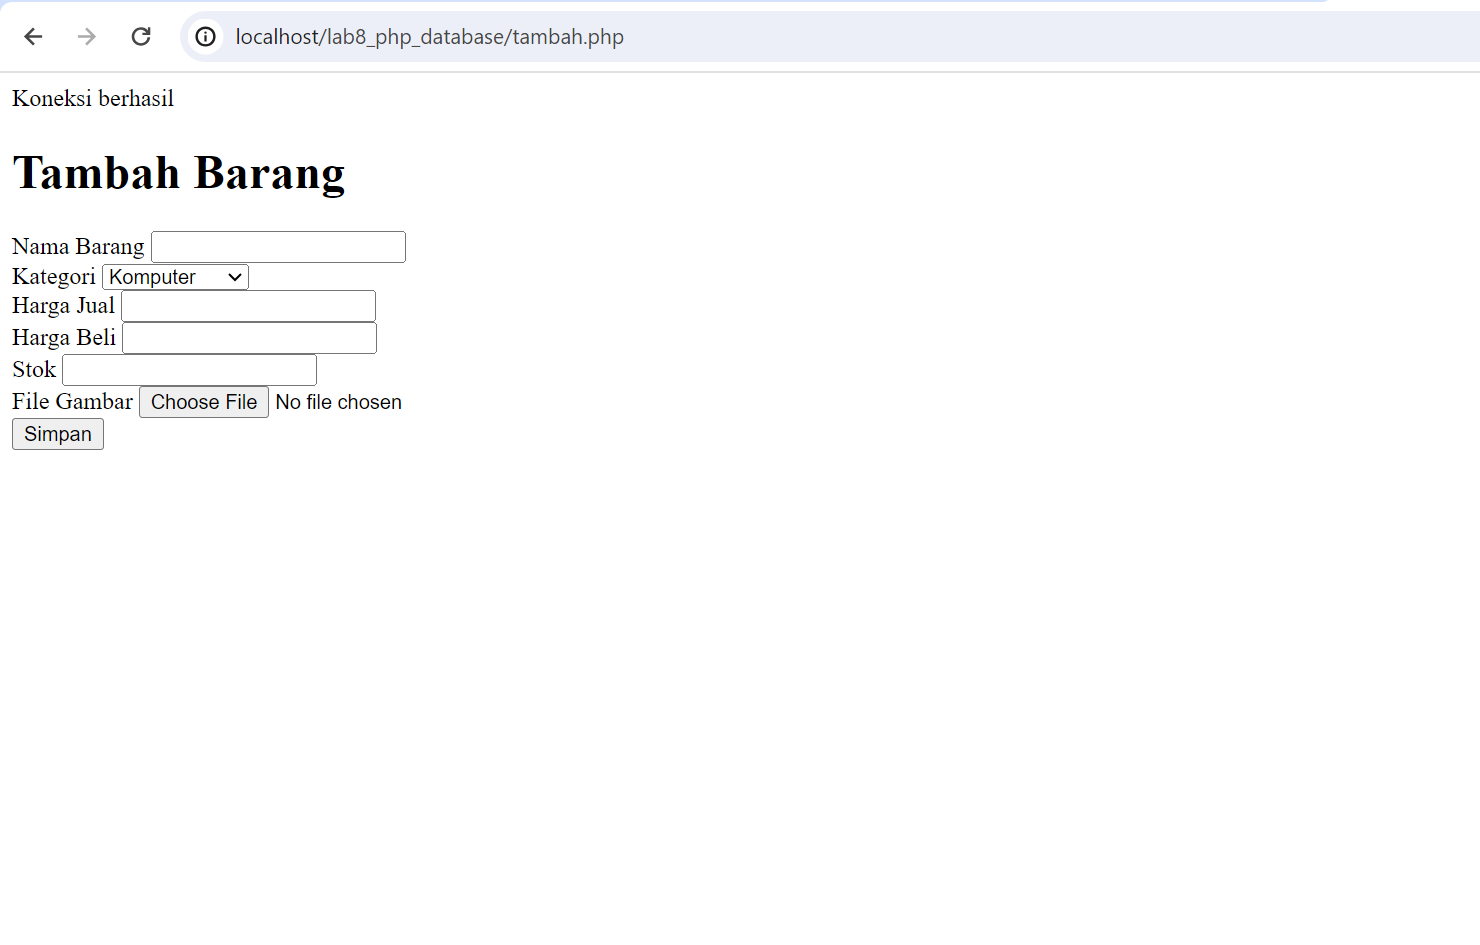 localhost/lab8_php_database/tambah.php
Koneksi berhasil
Tambah Barang
Nama Barang
Kategori Komputer
Harga Jual
Harga Beli
Stok
File Gambar Choose File No file chosen
Simpan